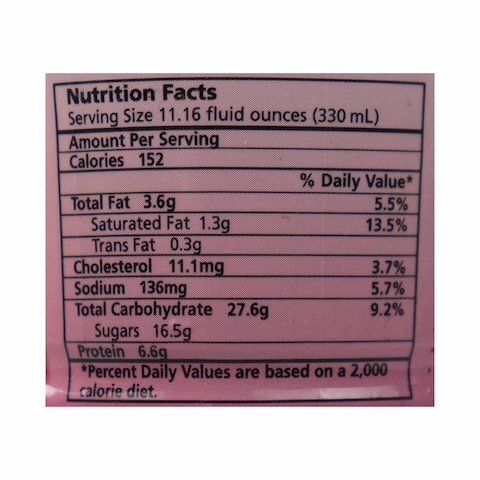 Nutrition Facts
Serving Size 11.16 fluid ounces (330 mL)
Amount Per Serving
Calories 152
% Daily Value*
Total Fat 3.6g 5.5%
Saturated Fat 1.3g 13.5%
Trans Fat 0.3g
Cholesterol 11.1mg 3.7%
Sodium 136mg 5.7%
Total Carbohydrate 27.6g 9.2%
Sugars 16.5g
Protein 6.6g
*Percent Daily Values are based on a 2,000
calorie diet.